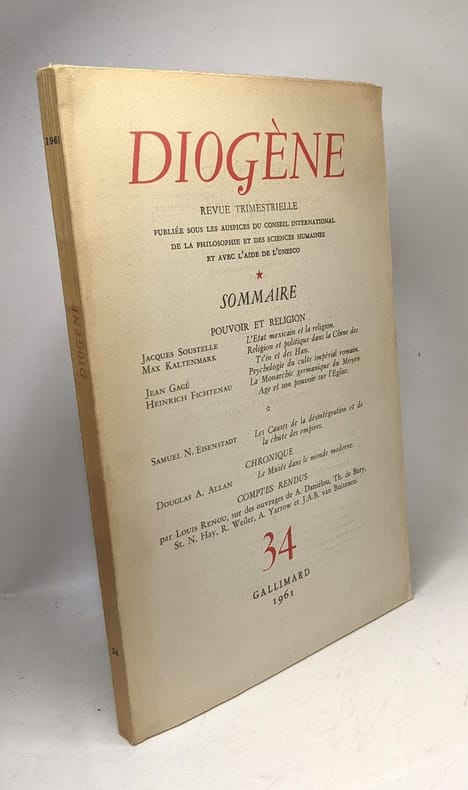 DIOGÈNE
REVUE TRIMESTRIELLE
PUBLIÉE SOUS LES AUSPICES DU CONSEIL INTERNATIONAL
DE LA PHILOSOPHIE ET DES SCIENCES HUMAINES
ET AVEC L'AIDE DE L'UNESCO
SOMMAIRE
POUVOIR ET RELIGION
JACQUES SOUSTELLE L'Etat mexicain et la religion.
MAX KALTENMARK Religion et politique dans la Chine des
Ts'in et des Han.
JEAN GAGÉ Psychologie du culte impérial romain.
HEINRICH FICHTENAU La Monarchie germanique du Moyen
Age et son pouvoir sur l'Eglise.
SAMUEL N. EISENSTADT Les Causes de la désintégration et de
la chute des empires.
CHRONIQUE
DOUGLAS A. ALLAN Le Musée dans le monde moderne.
COMPTES RENDUS
par LOUIS RENOU, sur des ouvrages de A. Daniélou, Th. de Bary,
St. N. Hay, R. Weiler, A. Yarrow et J.A.B. van Buitenen.
34
GALLIMARD
1961
1961
DIOGÈNE
34